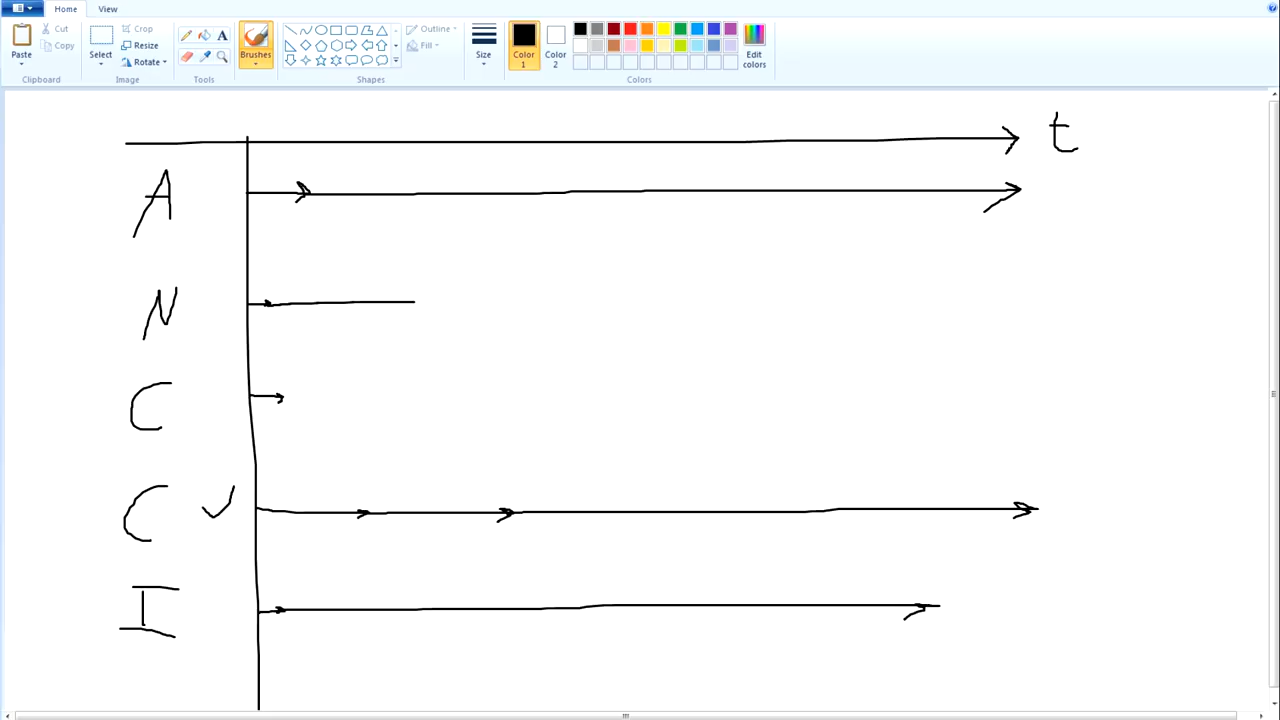 Home View
Paste
Cut
Copy
Clipboard
Select
Crop
Resize
Rotate
Image
A
Tools
Brushes
Outline
Fill
Shapes
Size
Color 1
Color 2
Edit colors
Colors
t
A
N
C
C ✓
I